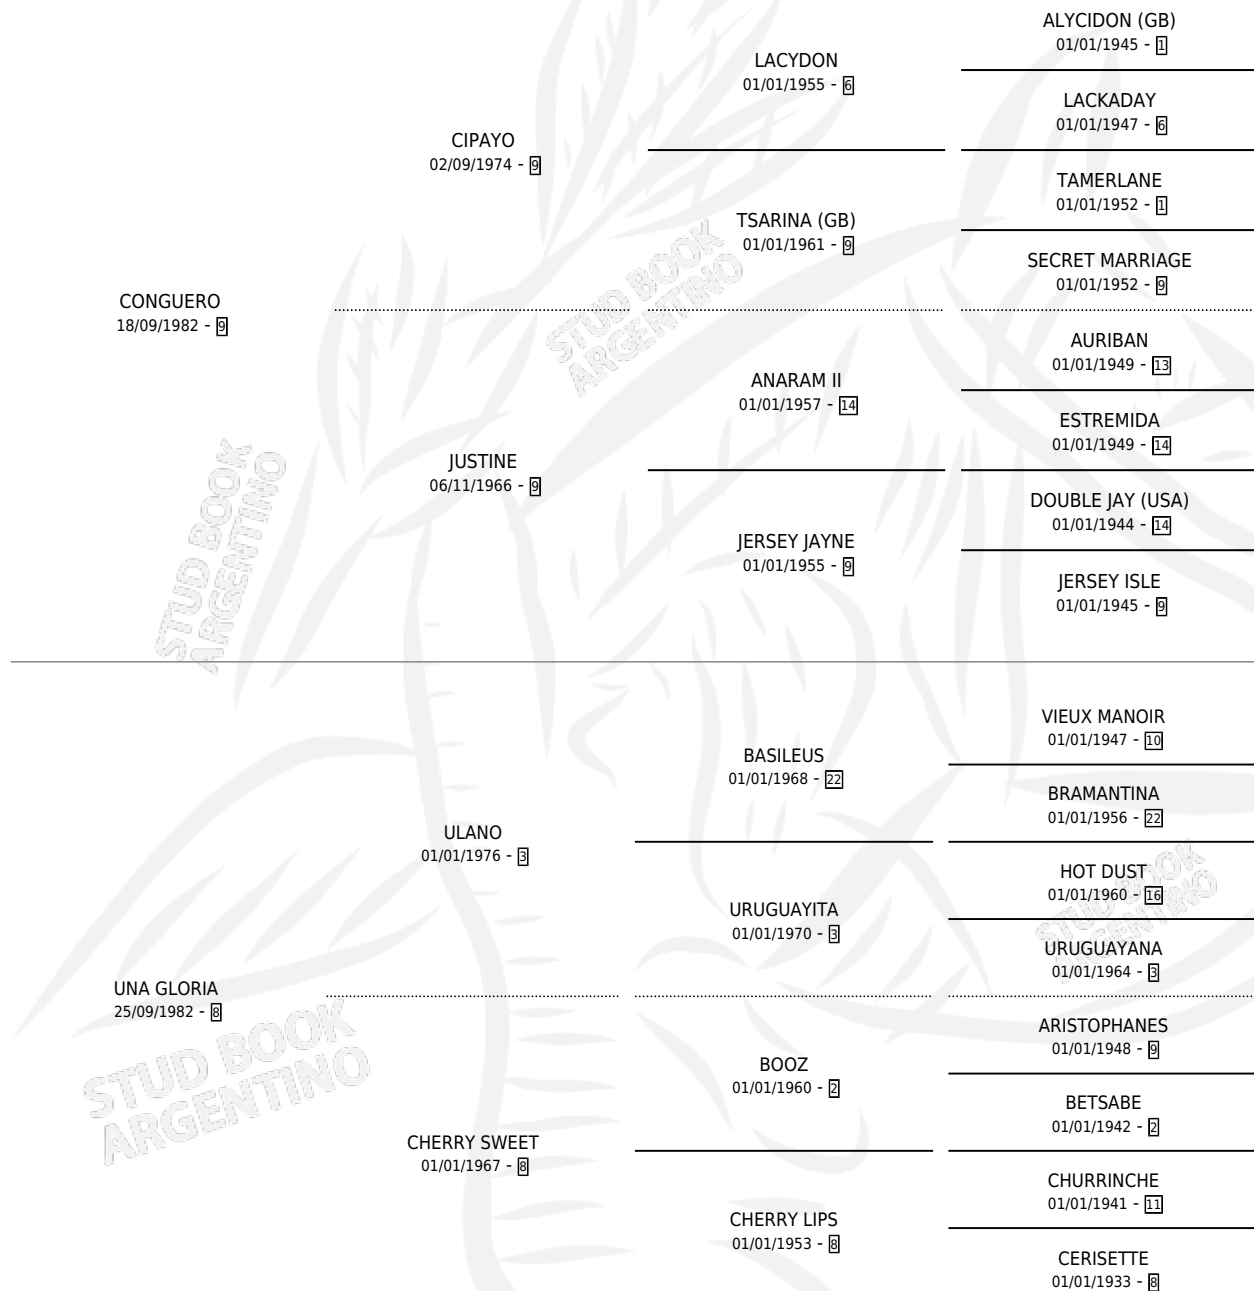 ALYCIDON (GB)
01/01/1945 - 1
LACYDON
01/01/1955 - 6
LACKADAY
01/01/1947 - 6
CIPAYO
02/09/1974 - 9
TAMERLANE
01/01/1952 - 1
TSARINA (GB)
01/01/1961 - 9
SECRET MARRIAGE
01/01/1952 - 9
CONGUERO
18/09/1982 - 9
STUD BOOK
ARGENTINO
AURIBAN
01/01/1949 - 13
ANARAM II
01/01/1957 - 14
ESTREMIDA
01/01/1949 - 14
JUSTINE
06/11/1966 - 9
DOUBLE JAY (USA)
01/01/1944 - 14
JERSEY JAYNE
01/01/1955 - 9
JERSEY ISLE
01/01/1945 - 9
STUD BOOK
ARGENTINO
VIEUX MANOIR
01/01/1947 - 10
BASILEUS
01/01/1968 - 22
BRAMANTINA
01/01/1956 - 22
ULANO
01/01/1976 - 3
HOT DUST
01/01/1960 - 16
STUD BOOK
ARGENTINO
URUGUAYITA
01/01/1970 - 3
URUGUAYANA
01/01/1964 - 3
UNA GLORIA
25/09/1982 - 8
STUD BOOK
ARGENTINO
ARISTOPHANES
01/01/1948 - 9
BOOZ
01/01/1960 - 2
BETSABE
01/01/1942 - 2
CHERRY SWEET
01/01/1967 - 8
CHURRINCHE
01/01/1941 - 11
CHERRY LIPS
01/01/1953 - 8
CERISETTE
01/01/1933 - 8